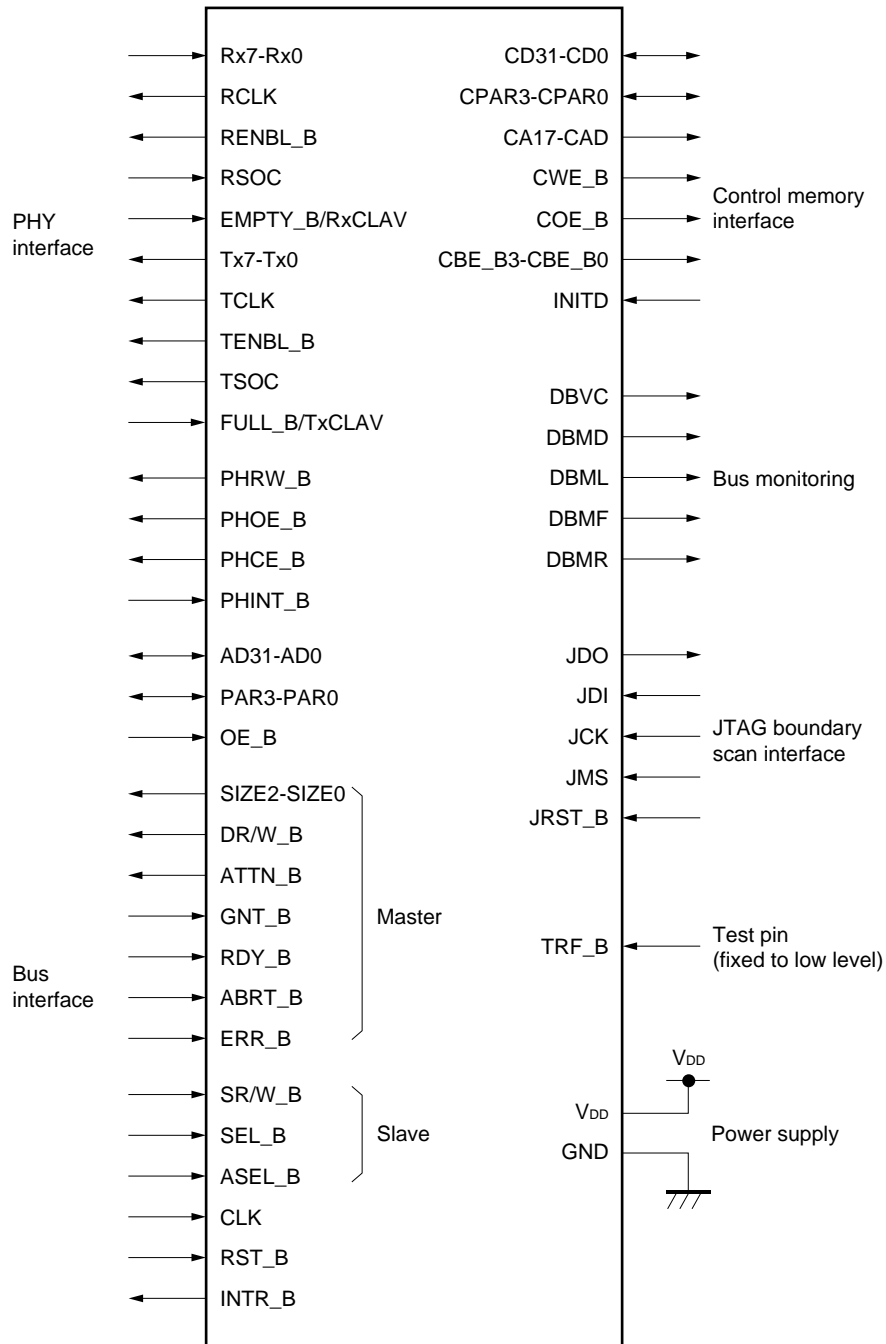 PHY
interface
Rx7-Rx0
RCLK
RENBL_B
RSOC
EMPTY_B/RxCLAV
Tx7-Tx0
TCLK
TENBL_B
TSOC
FULL_B/TxCLAV
PHRW_B
PHOE_B
PHCE_B
PHINT_B
Bus
interface
AD31-AD0
PAR3-PAR0
OE_B
SIZE2-SIZE0
DR/W_B
ATTN_B
GNT_B
RDY_B
ABRT_B
ERR_B
Master
SR/W_B
SEL_B
ASEL_B
Slave
CLK
RST_B
INTR_B
CD31-CD0
CPAR3-CPAR0
CA17-CAD
CWE_B
COE_B
CBE_B3-CBE_B0
INITD
Control memory
interface
DBVC
DBMD
DBML
DBMF
DBMR
Bus monitoring
JDO
JDI
JCK
JMS
JRST_B
JTAG boundary
scan interface
TRF_B
Test pin
(fixed to low level)
VDD
VDD
GND
Power supply